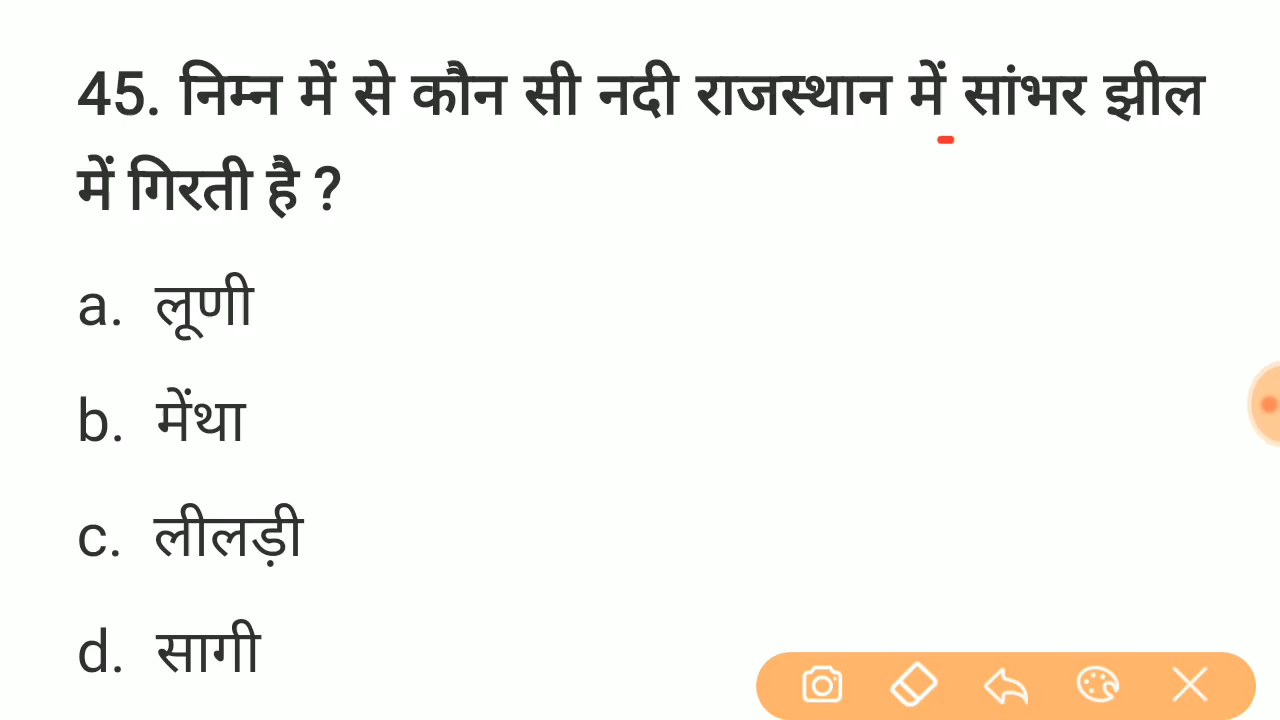 45. निम्न में से कौन सी नदी राजस्थान में सांभर झील
में गिरती है ?
a. लूणी
b. मेंथा
c. लीलड़ी
d. सागी